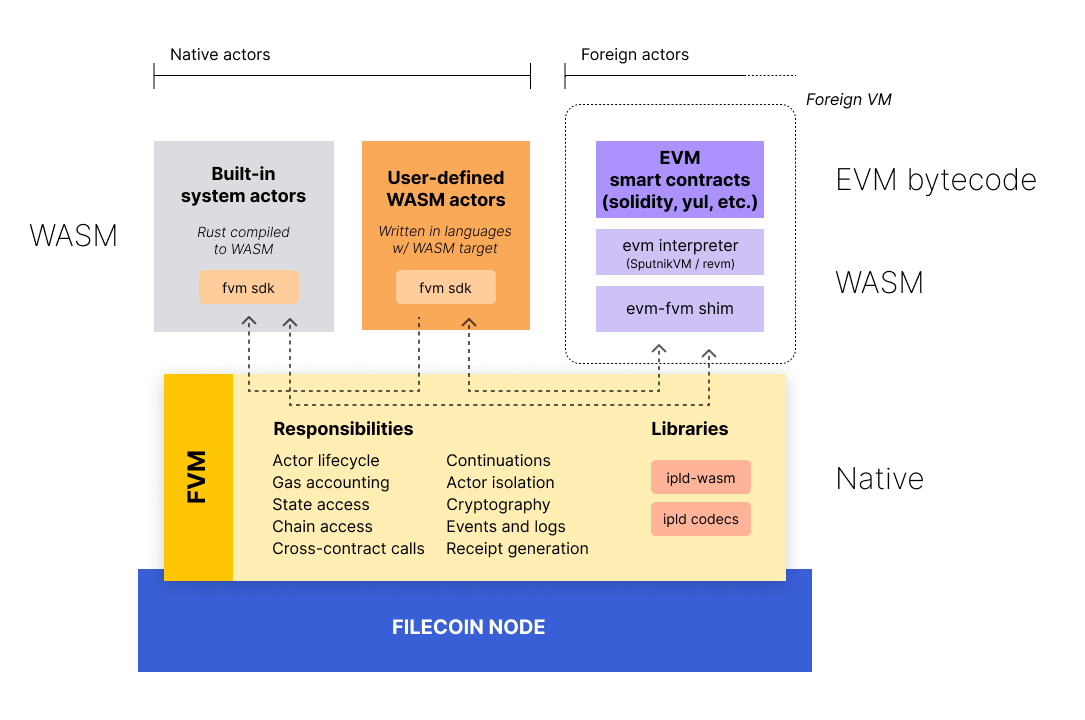 Native actors
Foreign actors
Foreign VM
Built-in
system actors
Rust compiled
to WASM
fvm sdk
User-defined
WASM actors
Written in languages
w/ WASM target
fvm sdk
EVM
smart contracts
(solidity, yul, etc.)
evm interpreter
(SputnikVM / revm)
evm-fvm shim
WASM
EVM bytecode
WASM
Native
FVM
Responsibilities
Actor lifecycle
Gas accounting
State access
Chain access
Cross-contract calls
Continuations
Actor isolation
Cryptography
Events and logs
Receipt generation
Libraries
ipld-wasm
ipld codecs
FILECOIN NODE